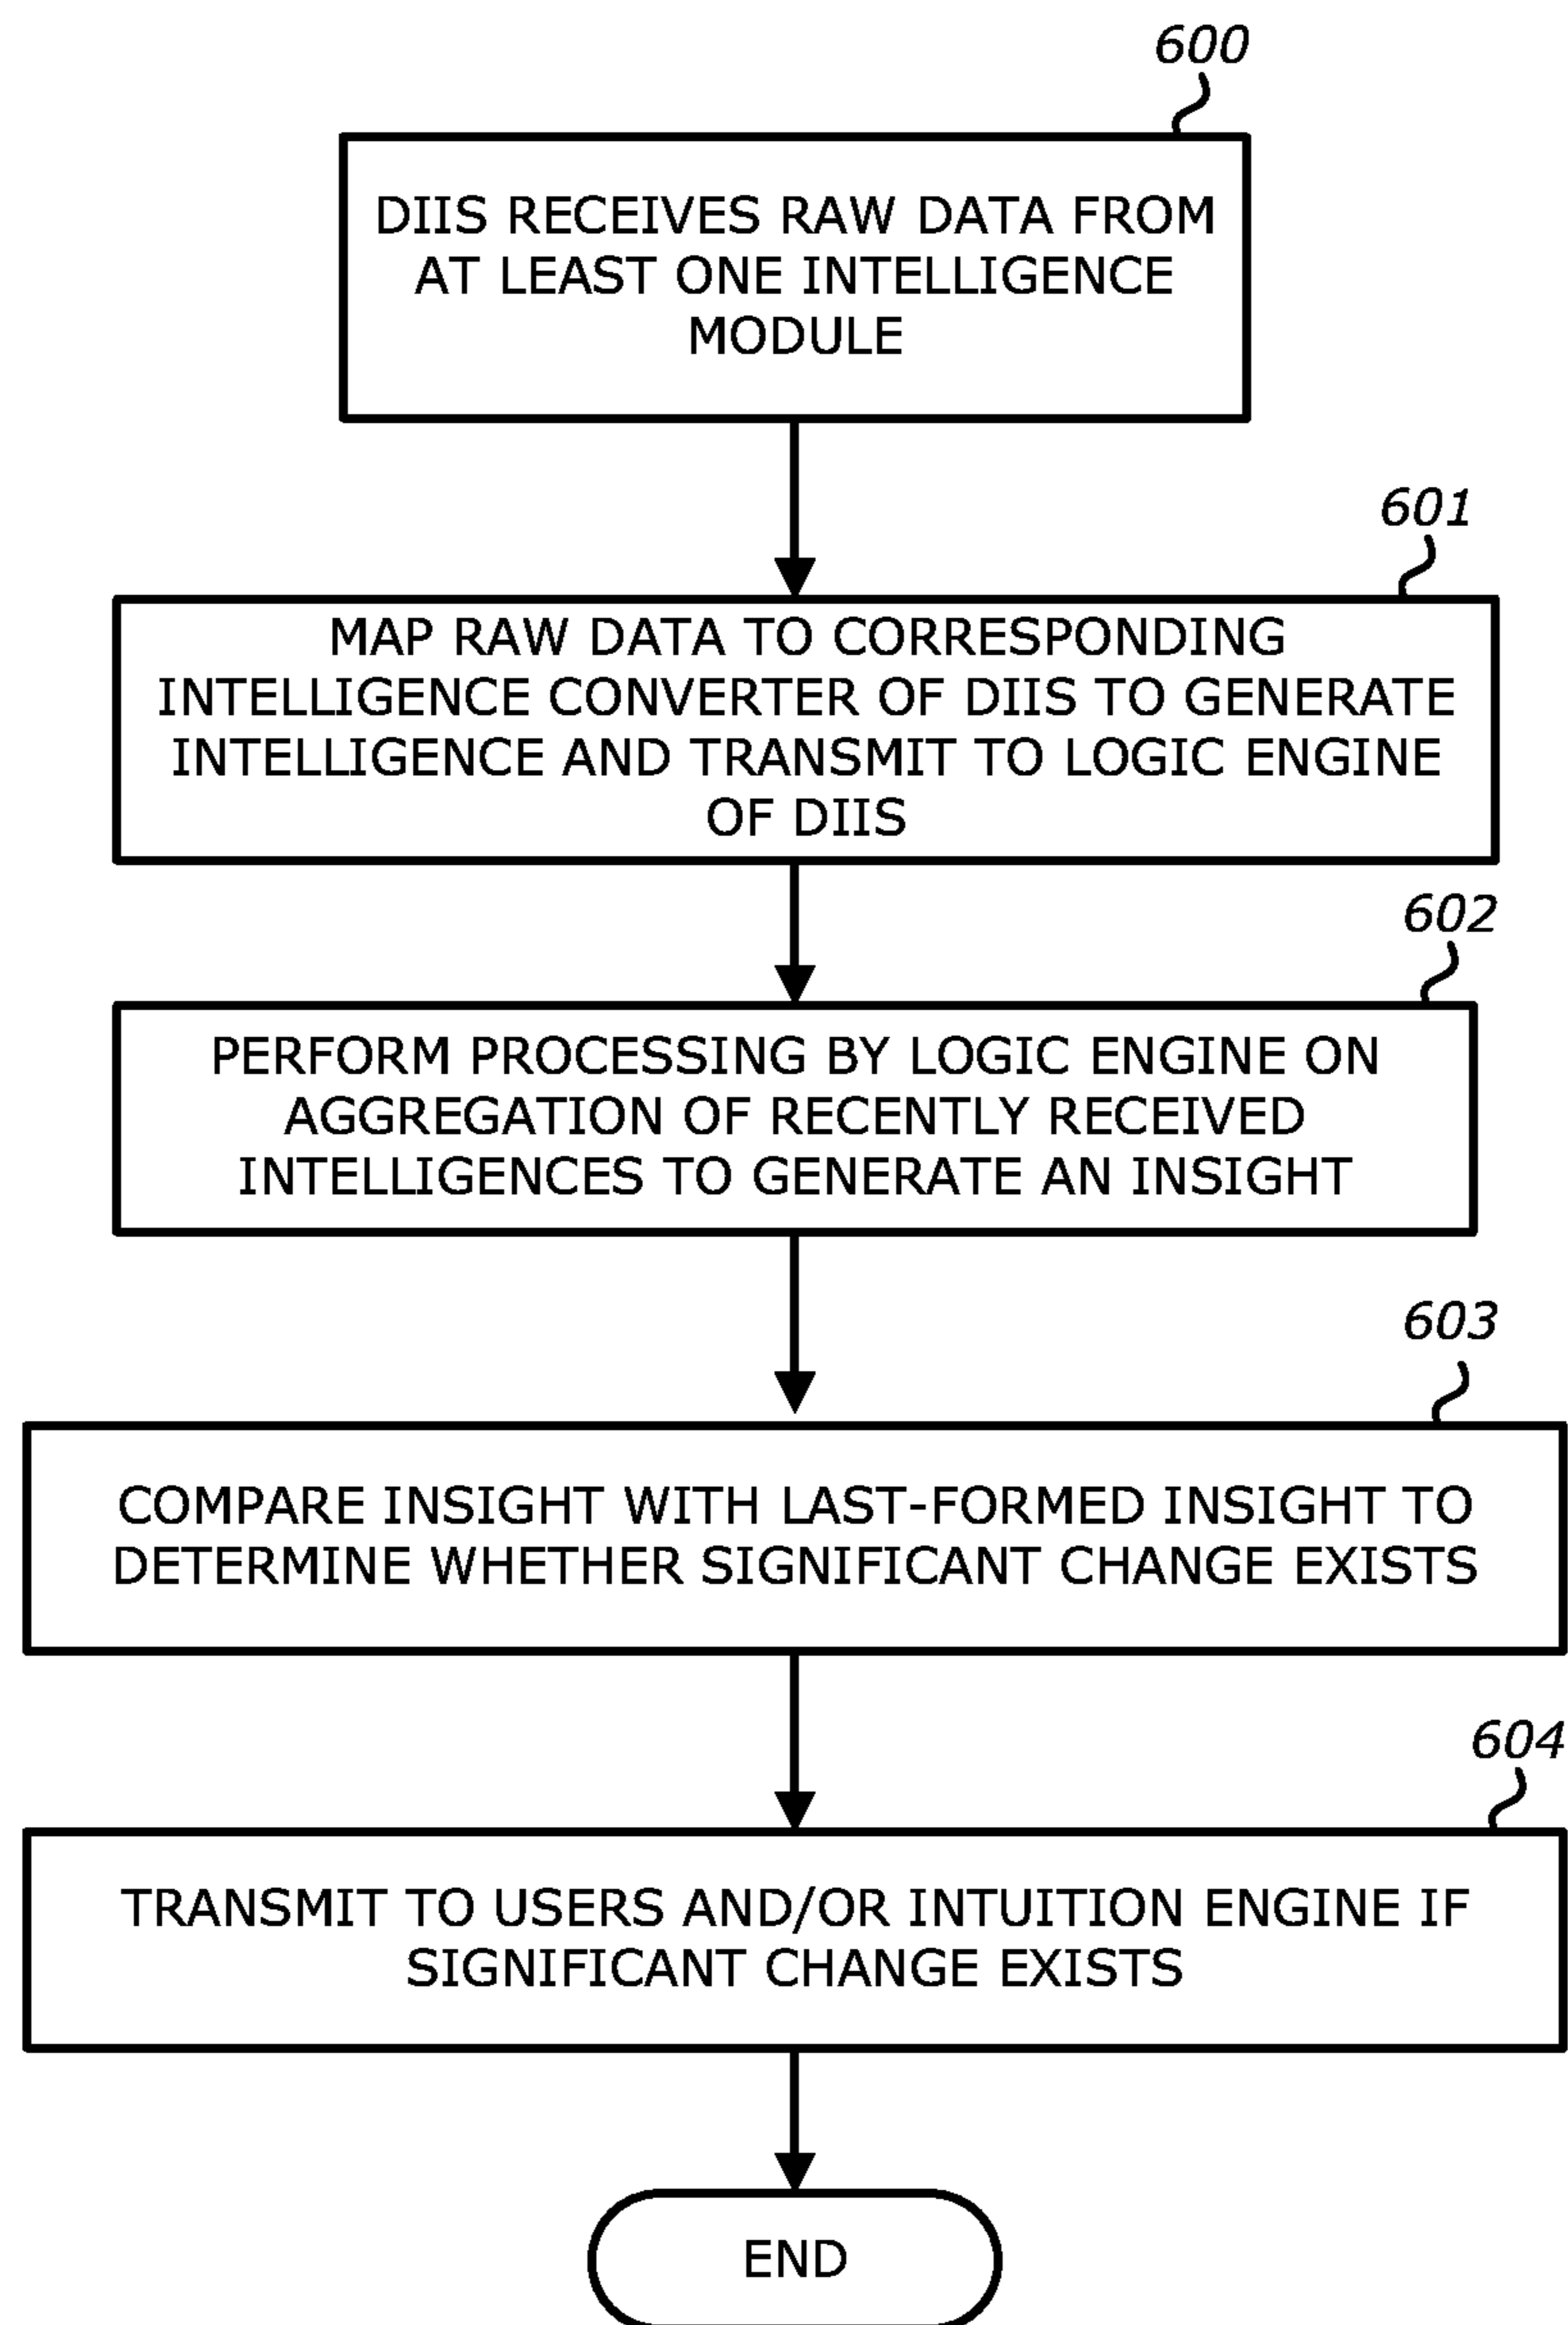 600
DIIS RECEIVES RAW DATA FROM
AT LEAST ONE INTELLIGENCE
MODULE
601
MAP RAW DATA TO CORRESPONDING
INTELLIGENCE CONVERTER OF DIIS TO GENERATE
INTELLIGENCE AND TRANSMIT TO LOGIC ENGINE
OF DIIS
602
PERFORM PROCESSING BY LOGIC ENGINE ON
AGGREGATION OF RECENTLY RECEIVED
INTELLIGENCES TO GENERATE AN INSIGHT
603
COMPARE INSIGHT WITH LAST-FORMED INSIGHT TO
DETERMINE WHETHER SIGNIFICANT CHANGE EXISTS
604
TRANSMIT TO USERS AND/OR INTUITION ENGINE IF
SIGNIFICANT CHANGE EXISTS
END